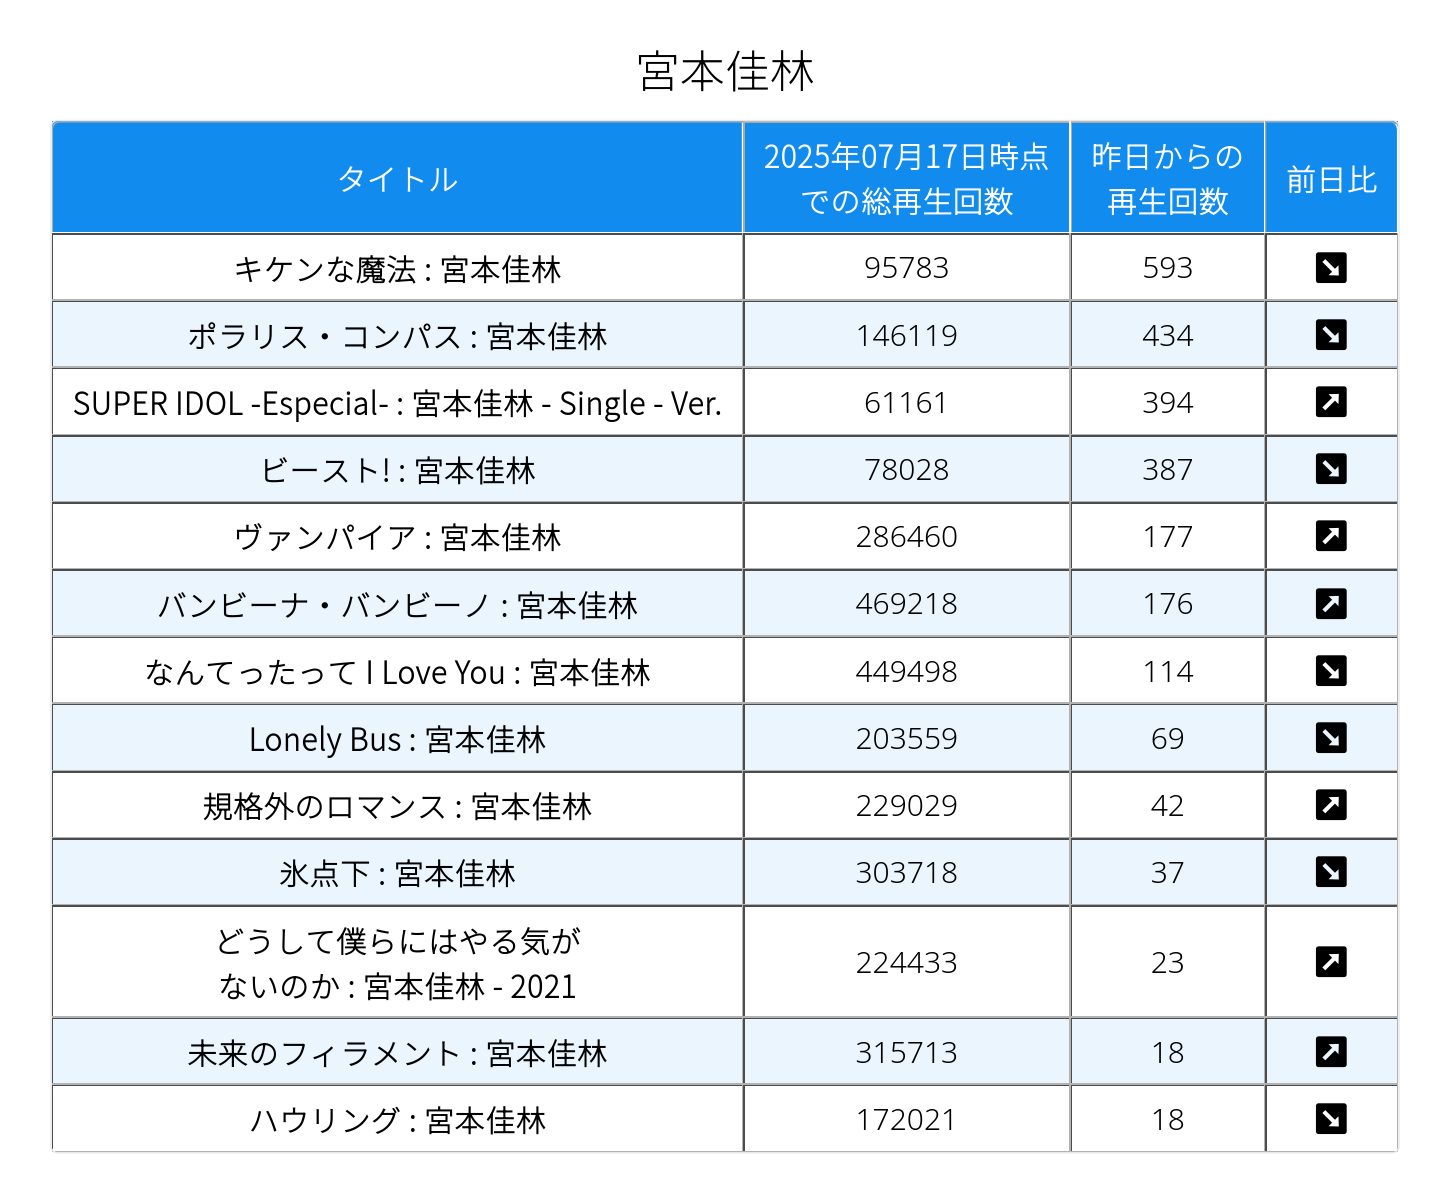 宮本佳林
タイトル
2025年07月17日時点
での総再生回数
昨日からの
再生回数
前日比
キケンな魔法 : 宮本佳林 95783 593 ↘
ポラリス・コンパス : 宮本佳林 146119 434 ↘
SUPER IDOL -Especial- : 宮本佳林 - Single - Ver. 61161 394 ↗
ビースト! : 宮本佳林 78028 387 ↘
ヴァンパイア : 宮本佳林 286460 177 ↗
バンビーナ・バンビーノ : 宮本佳林 469218 176 ↗
なんてったって I Love You : 宮本佳林 449498 114 ↘
Lonely Bus : 宮本佳林 203559 69 ↘
規格外のロマンス : 宮本佳林 229029 42 ↗
氷点下 : 宮本佳林 303718 37 ↘
どうして僕らにはやる気が
ないのか : 宮本佳林 - 2021 224433 23 ↗
未来のフィラメント : 宮本佳林 315713 18 ↗
ハウリング : 宮本佳林 172021 18 ↘